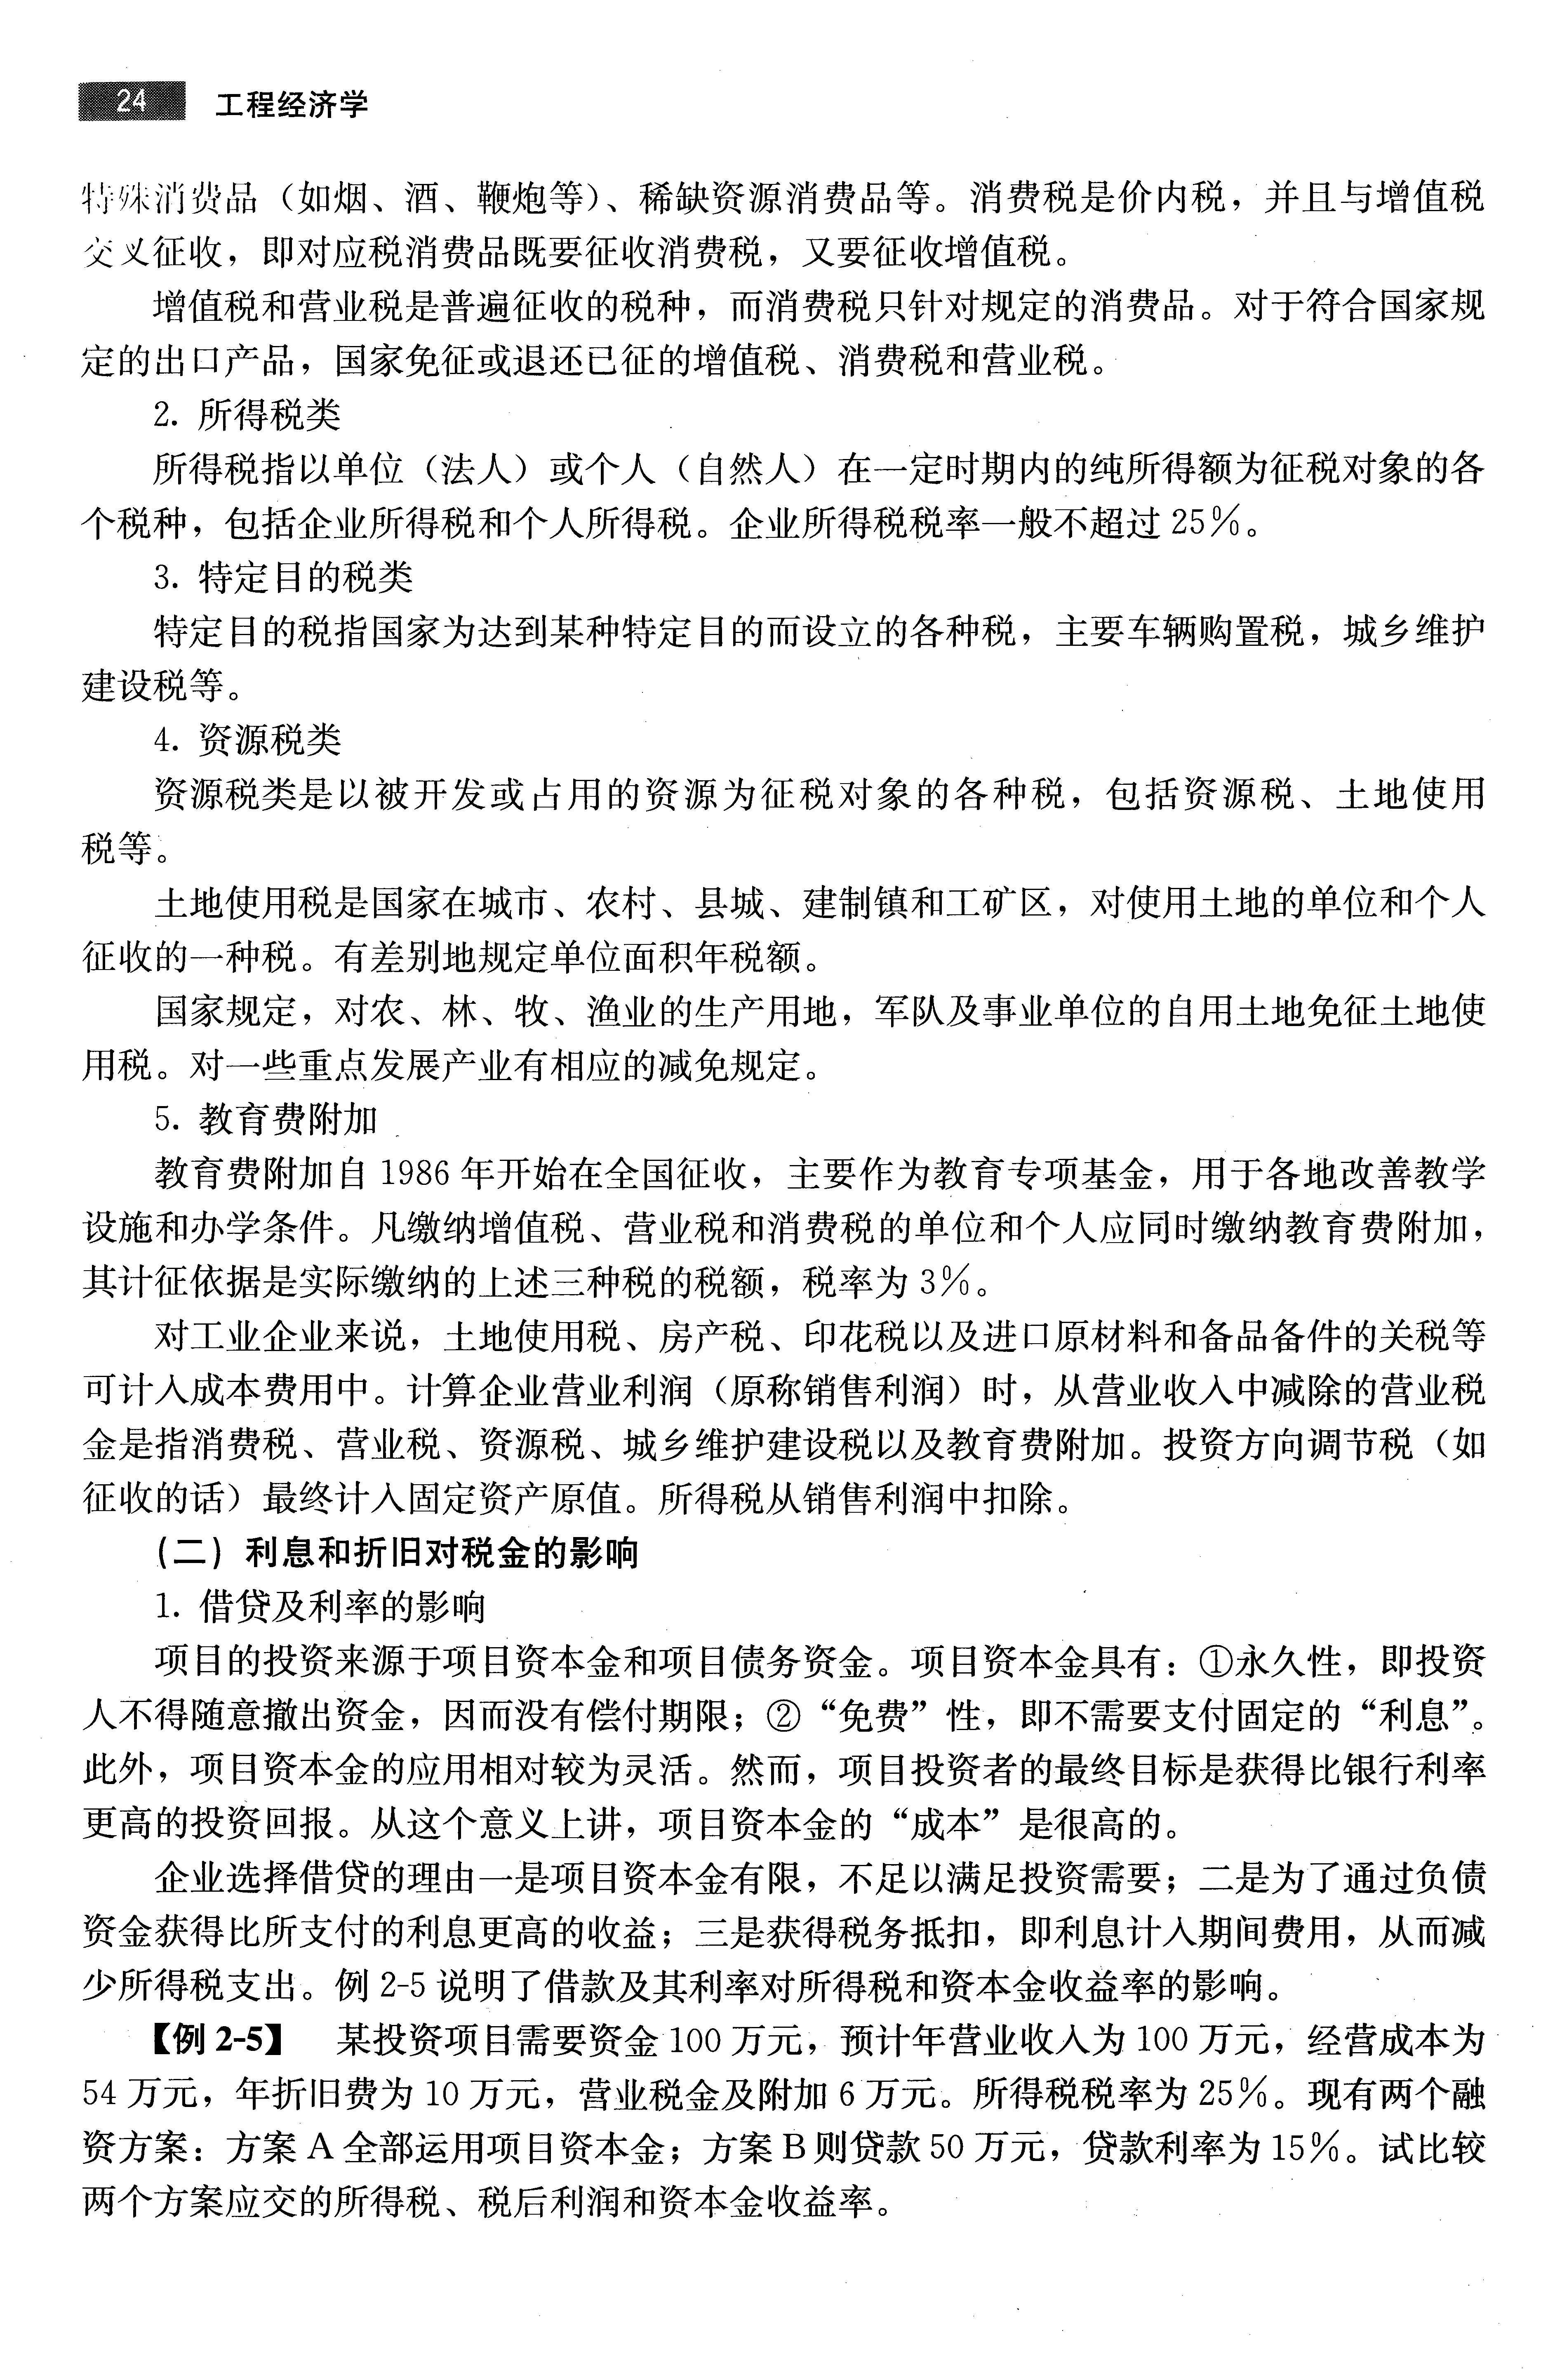 24 工程经济学
特殊消费品（如烟、酒、鞭炮等）、稀缺资源消费品等。消费税是价内税，并且与增值税
交叉征收，即对应税消费品既要征收消费税，又要征收增值税。
增值税和营业税是普遍征收的税种，而消费税只针对规定的消费品。对于符合国家规
定的出口产品，国家免征或退还已征的增值税、消费税和营业税。
2. 所得税类
所得税指以单位（法人）或个人（自然人）在一定时期内的纯所得额为征税对象的各
个税种，包括企业所得税和个人所得税。企业所得税税率一般不超过 25%。
3. 特定目的税类
特定目的税指国家为达到某种特定目的而设立的各种税，主要车辆购置税，城乡维护
建设税等。
4. 资源税类
资源税类是以被开发或占用的资源为征税对象的各种税，包括资源税、土地使用
税等。
土地使用税是国家在城市、农村、县城、建制镇和工矿区，对使用土地的单位和个人
征收的一种税。有差别地规定单位面积年税额。
国家规定，对农、林、牧、渔业的生产用地，军队及事业单位的自用土地免征土地使
用税。对一些重点发展产业有相应的减免规定。
5. 教育费附加
教育费附加自 1986 年开始在全国征收，主要作为教育专项基金，用于各地改善教学
设施和办学条件。凡缴纳增值税、营业税和消费税的单位和个人应同时缴纳教育费附加，
其计征依据是实际缴纳的上述三种税的税额，税率为 3%。
对工业企业来说，土地使用税、房产税、印花税以及进口原材料和备品备件的关税等
可计入成本费用中。计算企业营业利润（原称销售利润）时，从营业收入中减除的营业税
金是指消费税、营业税、资源税、城乡维护建设税以及教育费附加。投资方向调节税（如
征收的话）最终计入固定资产原值。所得税从销售利润中扣除。
（二）利息和折旧对税金的影响
1. 借贷及利率的影响
项目的投资来源于项目资本金和项目债务资金。项目资本金具有：①永久性，即投资
人不得随意撤出资金，因而没有偿付期限；②“免费”性，即不需要支付固定的“利息”。
此外，项目资本金的应用相对较为灵活。然而，项目投资者的最终目标是获得比银行利率
更高的投资回报。从这个意义上讲，项目资本金的“成本”是很高的。
企业选择借贷的理由一是项目资本金有限，不足以满足投资需要；二是为了通过负债
资金获得比所支付的利息更高的收益；三是获得税务抵扣，即利息计入期间费用，从而减
少所得税支出。例 2-5 说明了借款及其利率对所得税和资本金收益率的影响。
【例 2-5】 某投资项目需要资金 100 万元，预计年营业收入为 100 万元，经营成本为
54 万元，年折旧费为 10 万元，营业税金及附加 6 万元。所得税税率为 25%。现有两个融
资方案：方案 A 全部运用项目资本金；方案 B 则贷款 50 万元，贷款利率为 15%。试比较
两个方案应交的所得税、税后利润和资本金收益率。